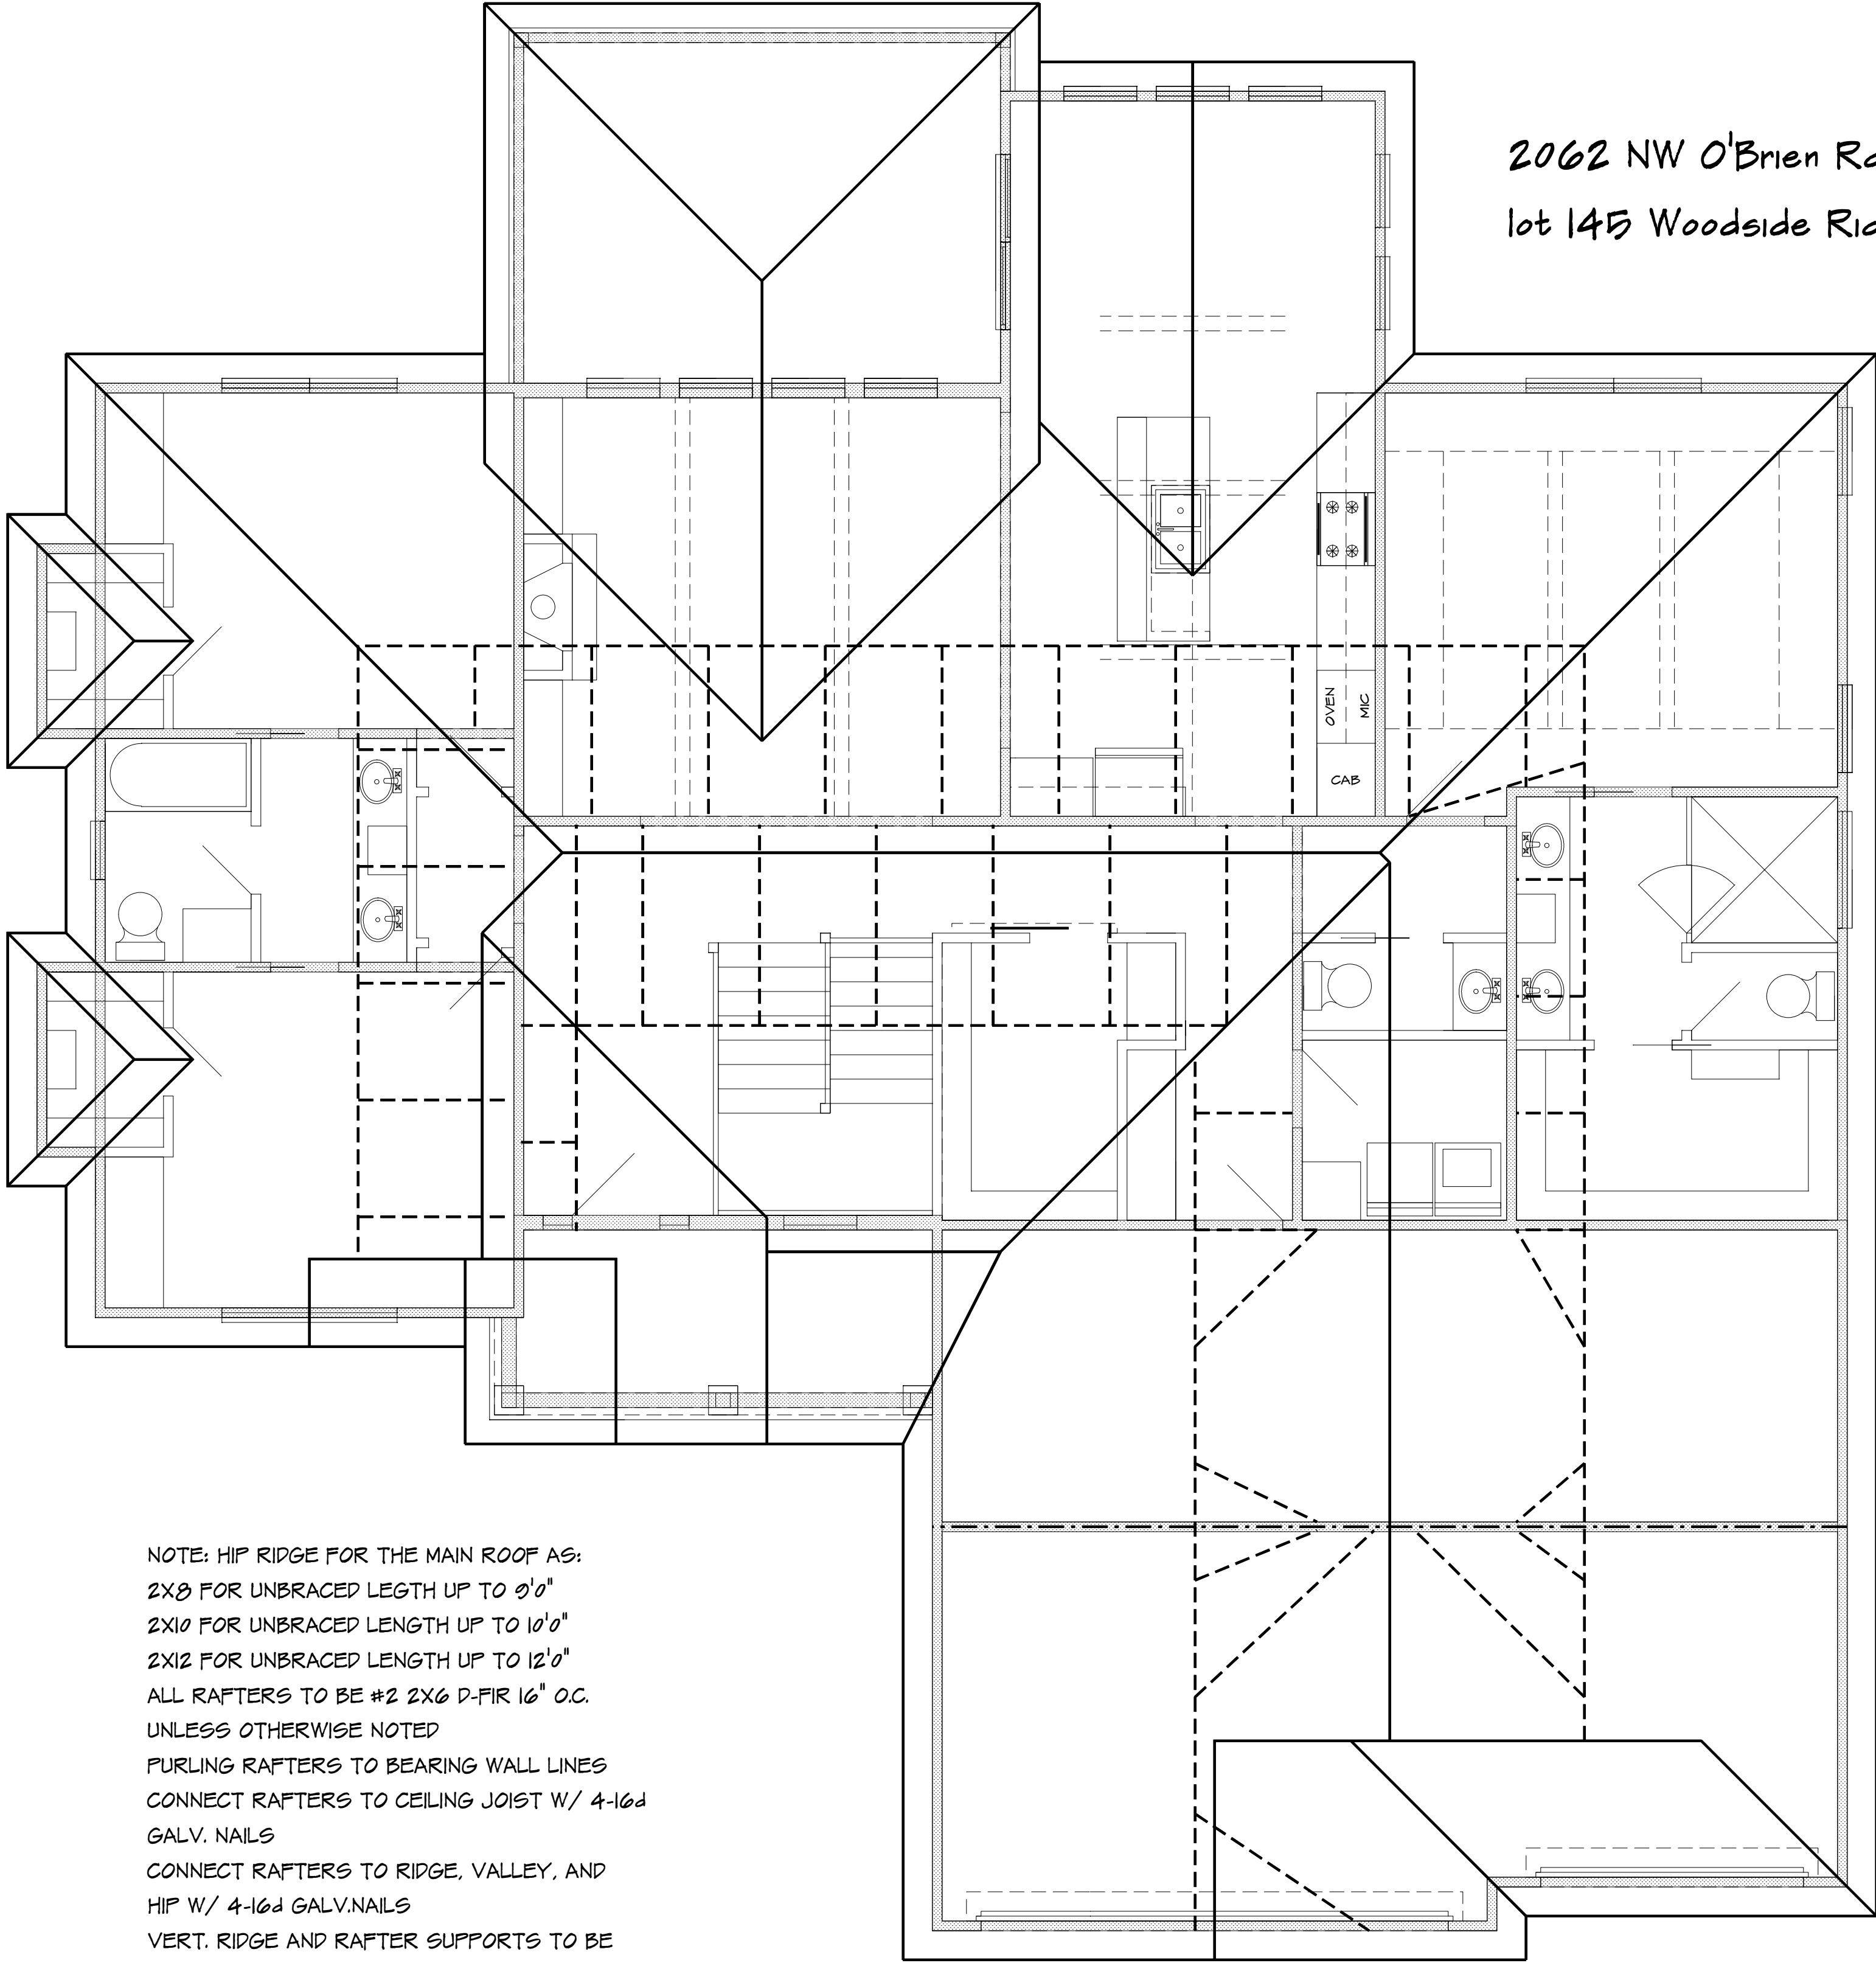 2062 NW O'Brien
lot 145 Woodside
OVEN
MIC
CAB
NOTE: HIP RIDGE FOR THE MAIN ROOF AS:
2X8 FOR UNBRACED LEGTH UP TO 9'0"
2X10 FOR UNBRACED LENGTH UP TO 10'0"
2X12 FOR UNBRACED LENGTH UP TO 12'0"
ALL RAFTERS TO BE #2 2X6 D-FIR 16" O.C.
UNLESS OTHERWISE NOTED
PURLING RAFTERS TO BEARING WALL LINES
CONNECT RAFTERS TO CEILING JOIST W/ 4-16d
GALV. NAILS
CONNECT RAFTERS TO RIDGE, VALLEY, AND
HIP W/ 4-16d GALV.NAILS
VERT. RIDGE AND RAFTER SUPPORTS TO BE